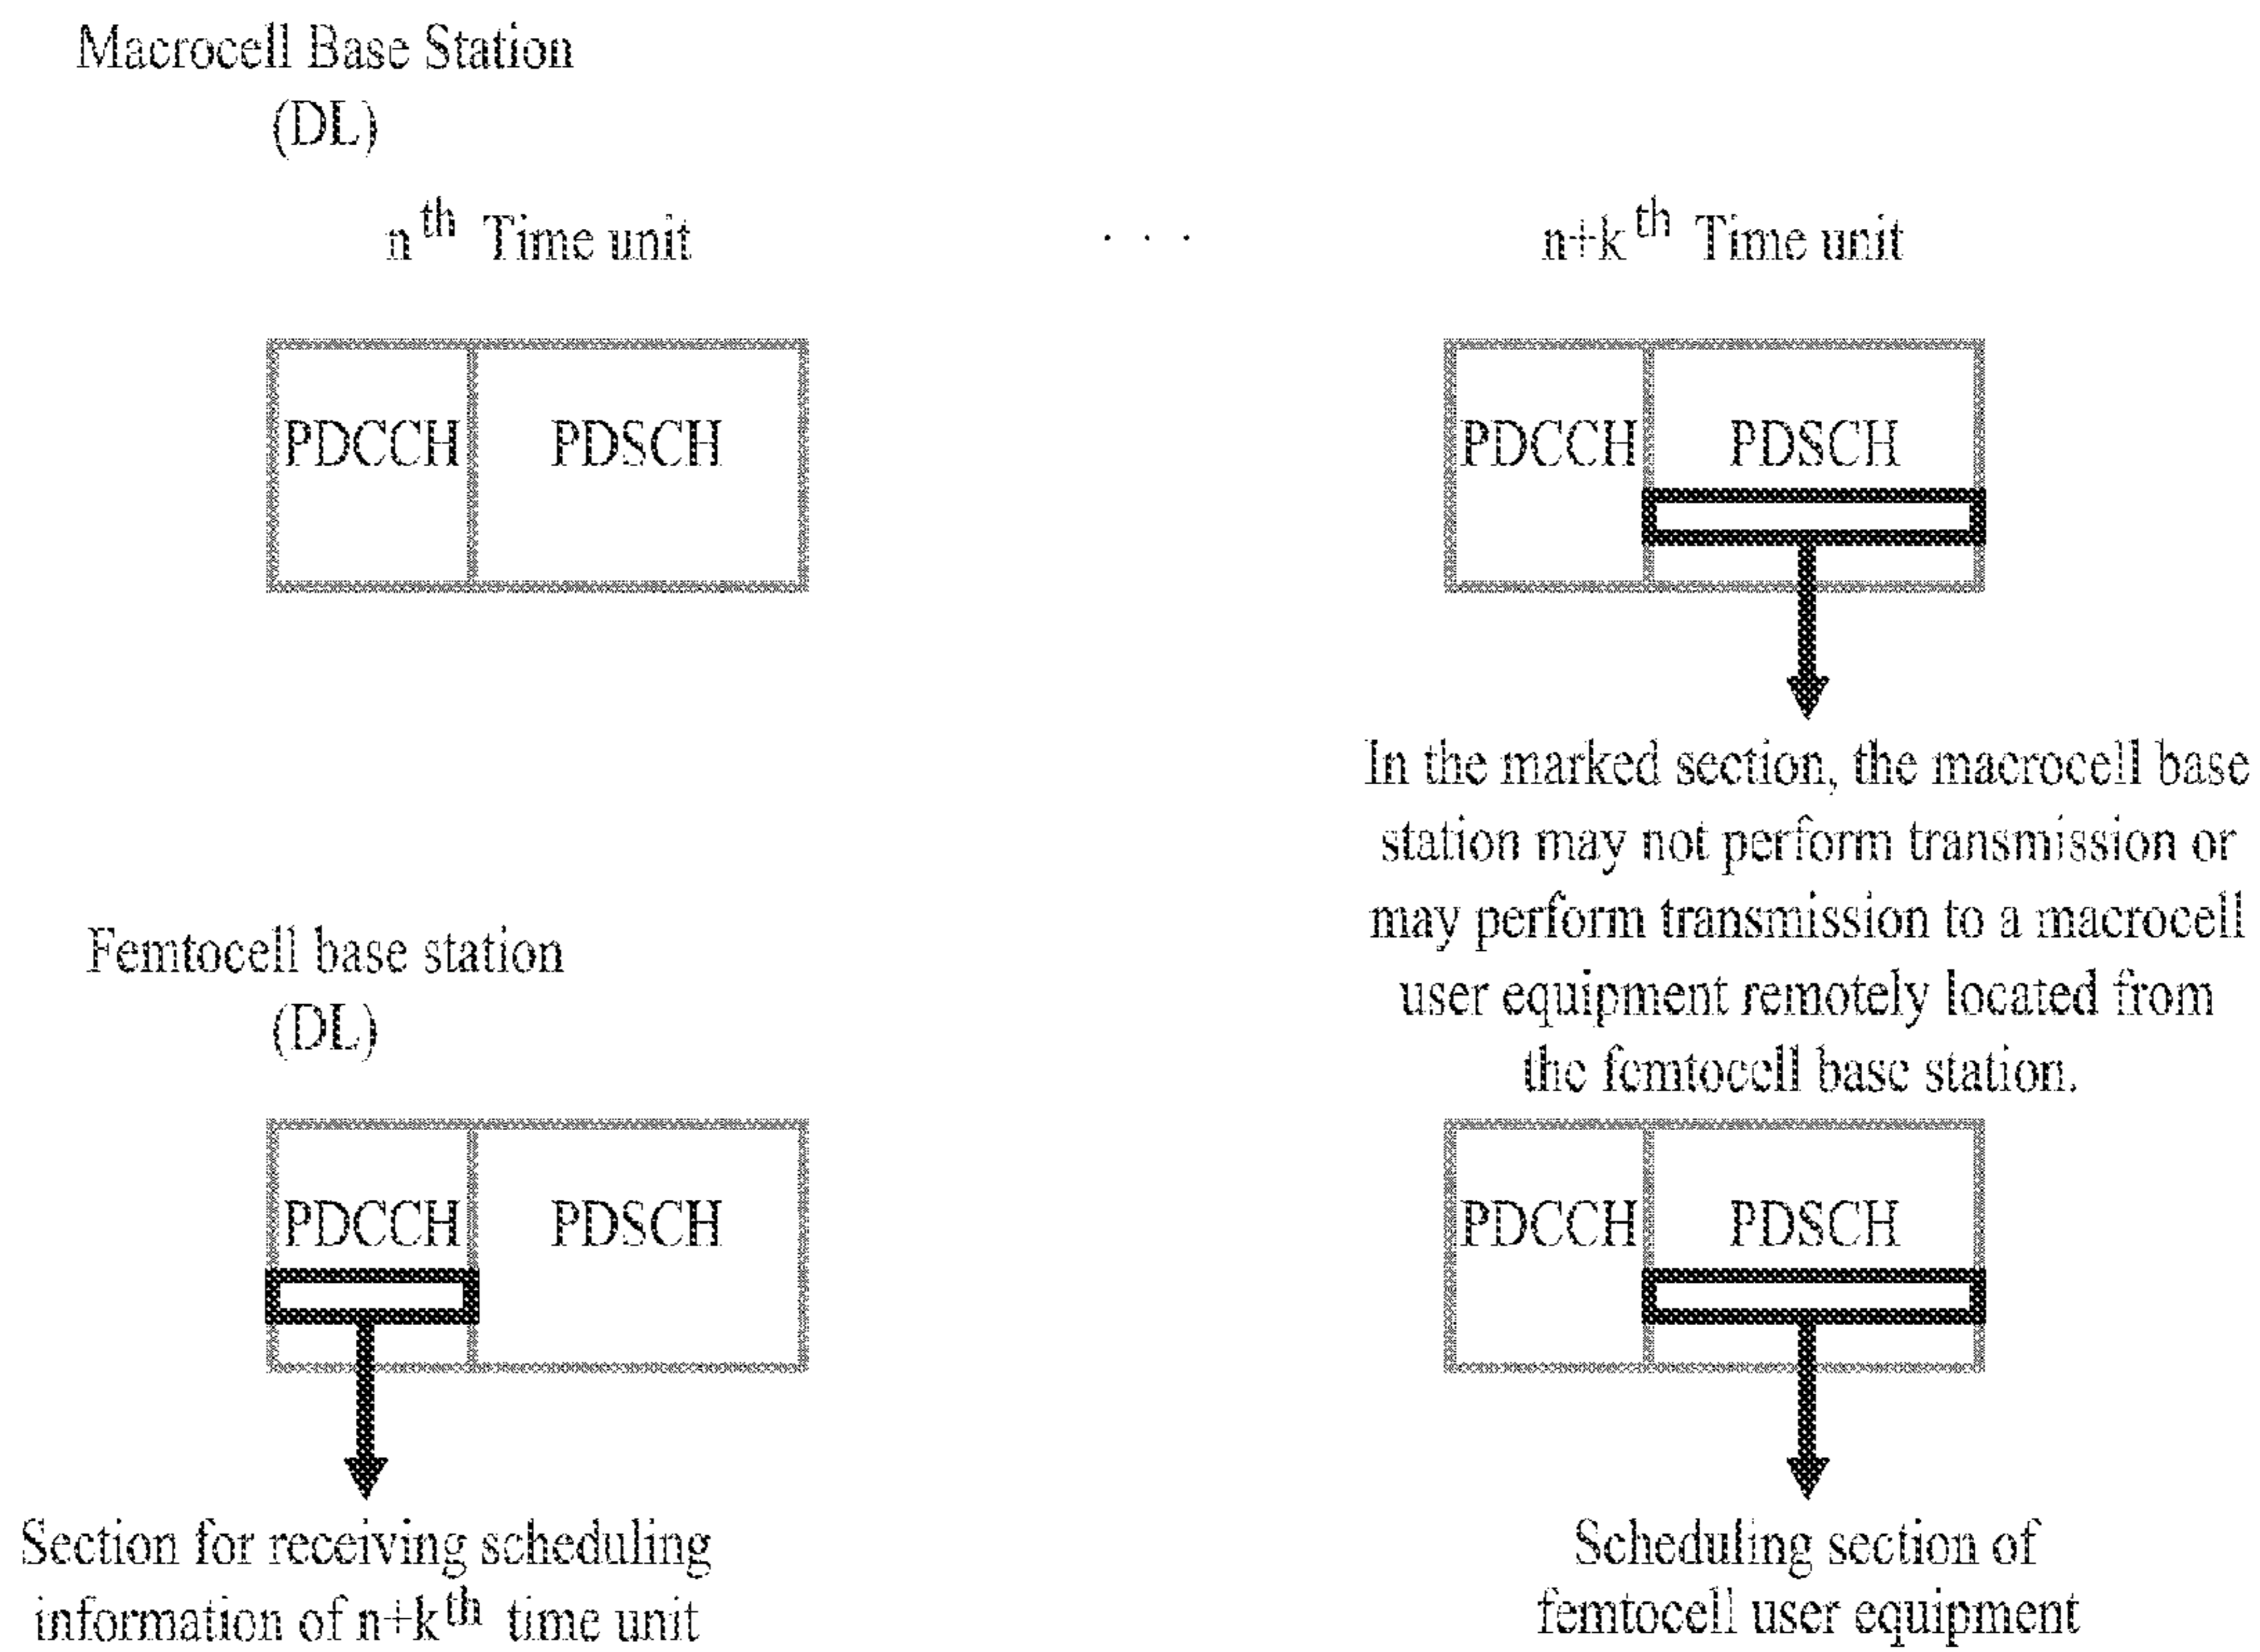 Macrocell Base Station
(DL)
n^th Time unit
. . .
n+k^th Time unit
PDCCH
PDSCH
PDCCH
PDSCH
In the marked section, the macrocell base
station may not perform transmission or
may perform transmission to a macrocell
user equipment remotely located from
the femtocell base station.
Femtocell base station
(DL)
PDCCH
PDSCH
PDCCH
PDSCH
Section for receiving scheduling
information of n+k^th time unit
Scheduling section of
femtocell user equipment